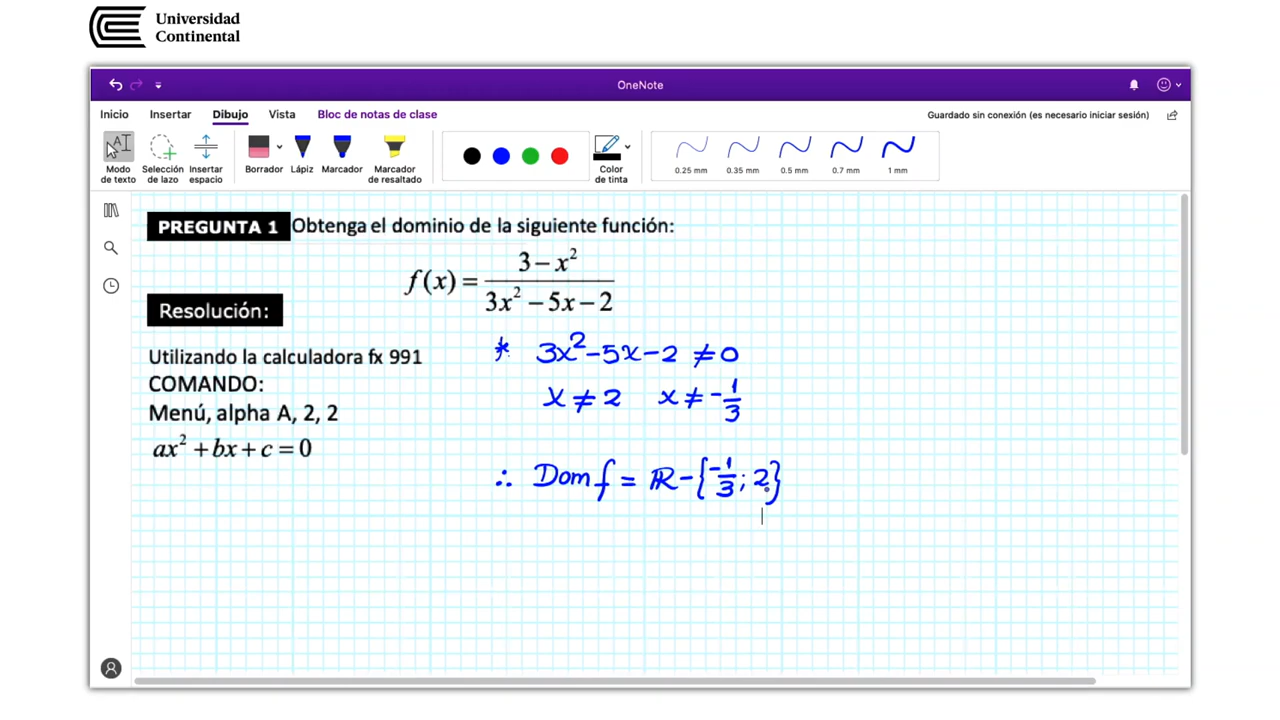 Universidad
Continental
OneNote
Inicio Insertar Dibujo Vista Bloc de notas de clase
Guardado sin conexión (es necesario iniciar sesión)
Modo de texto
Selección de lazo
Insertar espacio
Borrador
Lápiz
Marcador
Marcador de resaltado
Color de tinta
0.25 mm 0.35 mm 0.5 mm 0.7 mm 1 mm
PREGUNTA 1 Obtenga el dominio de la siguiente función:
f(x) = (3 − x²)/(3x² − 5x − 2)
Resolución:
Utilizando la calculadora fx 991
COMANDO:
Menú, alpha A, 2, 2
ax² + bx + c = 0
* 3x² − 5x − 2 ≠ 0
x ≠ 2 x ≠ −1/3
∴ Dom f = ℝ − {−1/3; 2}